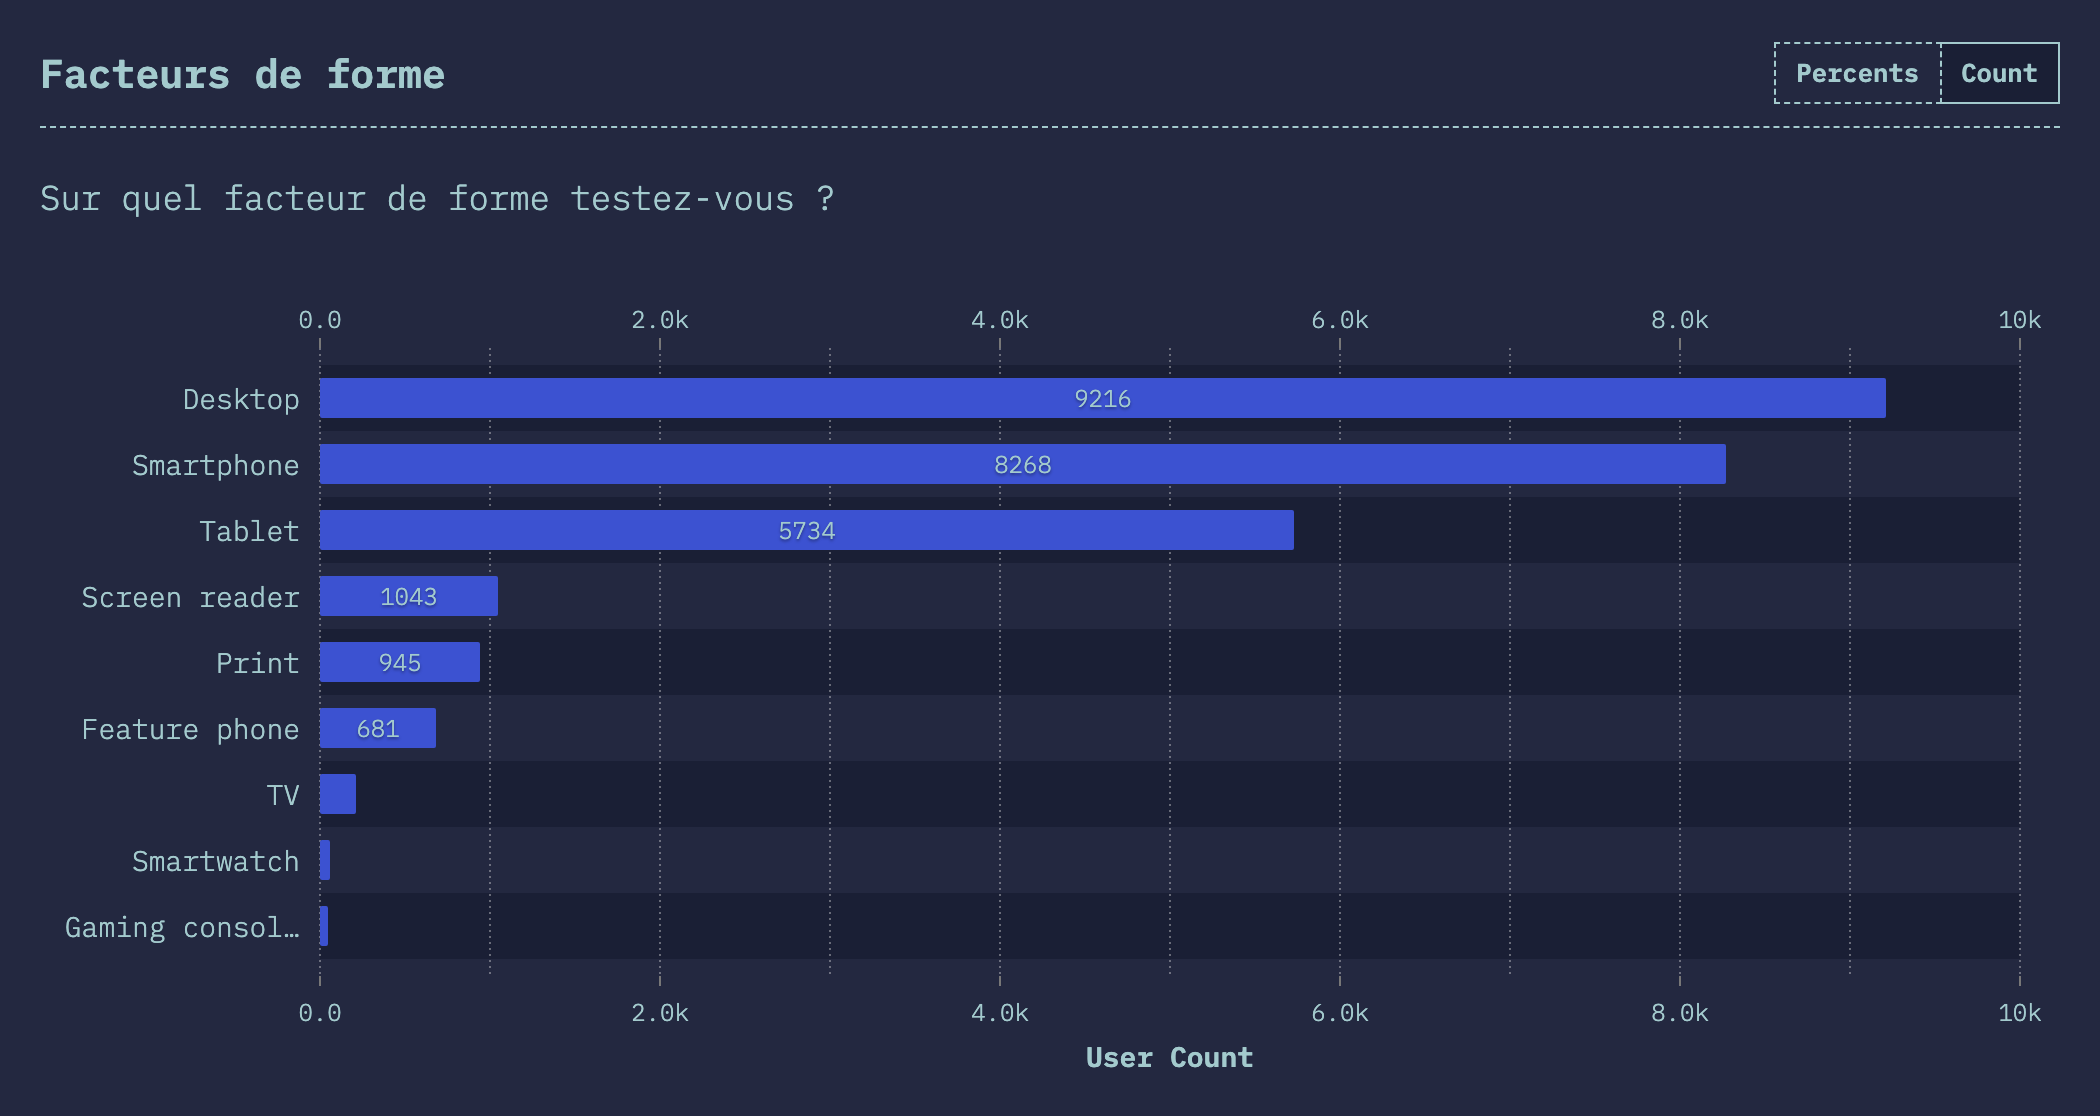 Facteurs de forme
Percents
Count
Sur quel facteur de forme testez-vous ?
0.0 2.0k 4.0k 6.0k 8.0k 10k
Desktop 9216
Smartphone 8268
Tablet 5734
Screen reader 1043
Print 945
Feature phone 681
TV
Smartwatch
Gaming consol…
0.0 2.0k 4.0k 6.0k 8.0k 10k
User Count